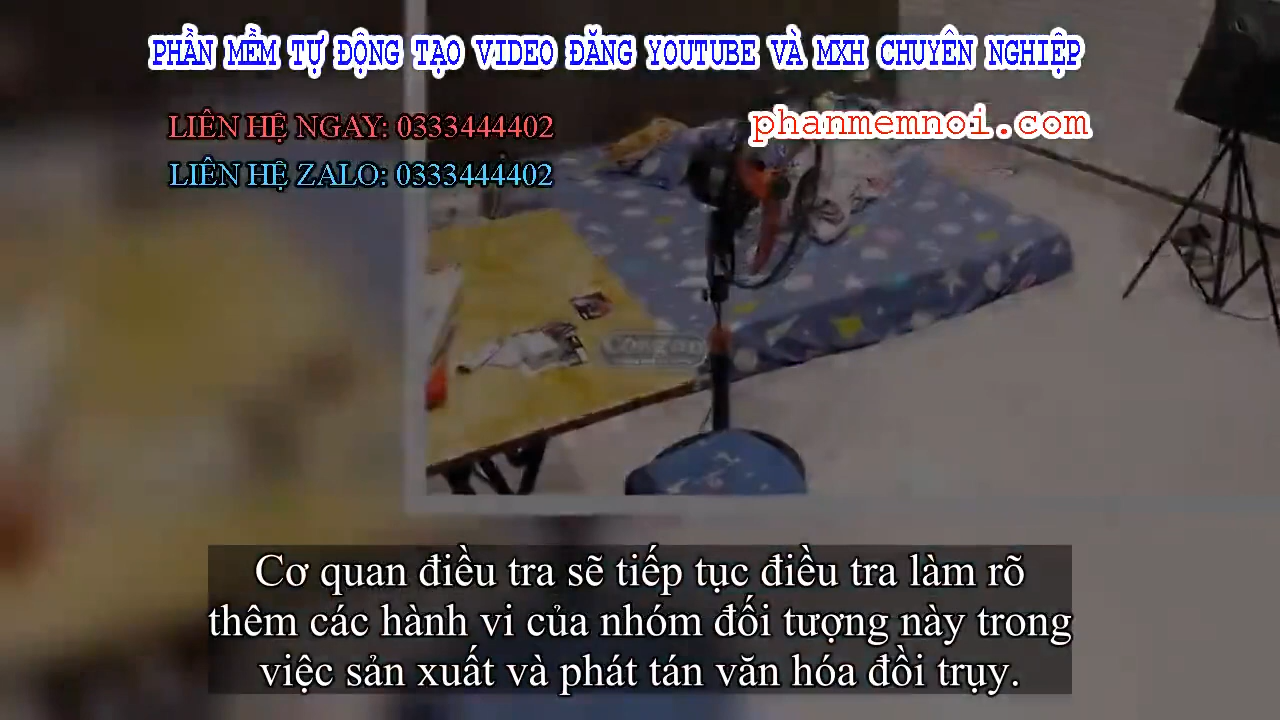 PHẦN MỀM TỰ ĐỘNG TẠO VIDEO ĐĂNG YOUTUBE VÀ MXH CHUYÊN NGHIỆP
LIÊN HỆ NGAY: 0333444402
phanmemnoi.com
LIÊN HỆ ZALO: 0333444402
Công an
Cơ quan điều tra sẽ tiếp tục điều tra làm rõ
thêm các hành vi của nhóm đối tượng này trong
việc sản xuất và phát tán văn hóa đồi trụy.